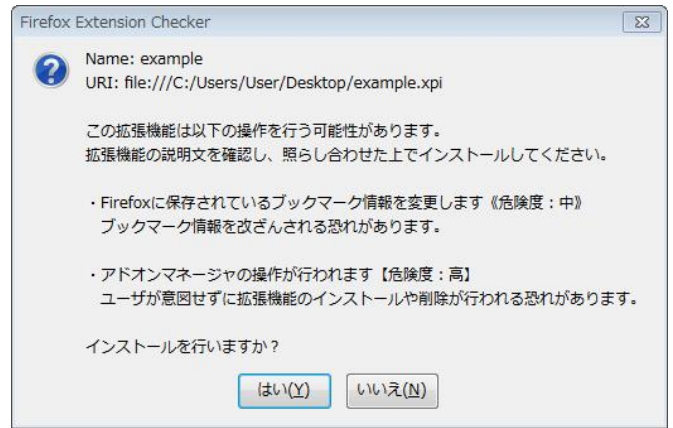 Firefox Extension Checker
Name: example
URI: file:///C:/Users/User/Desktop/example.xpi
この拡張機能は以下の操作を行う可能性があります。
拡張機能の説明文を確認し、照らし合わせた上でインストールしてください。
・Firefoxに保存されているブックマーク情報を変更します《危険度：中》
ブックマーク情報を改ざんされる恐れがあります。
・アドオンマネージャの操作が行われます【危険度：高】
ユーザが意図せずに拡張機能のインストールや削除が行われる恐れがあります。
インストールを行いますか？
はい(Y) いいえ(N)